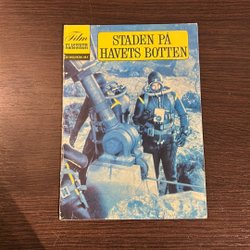 Film
KLASSIKER
STADEN PÅ
HAVETS BOTTEN